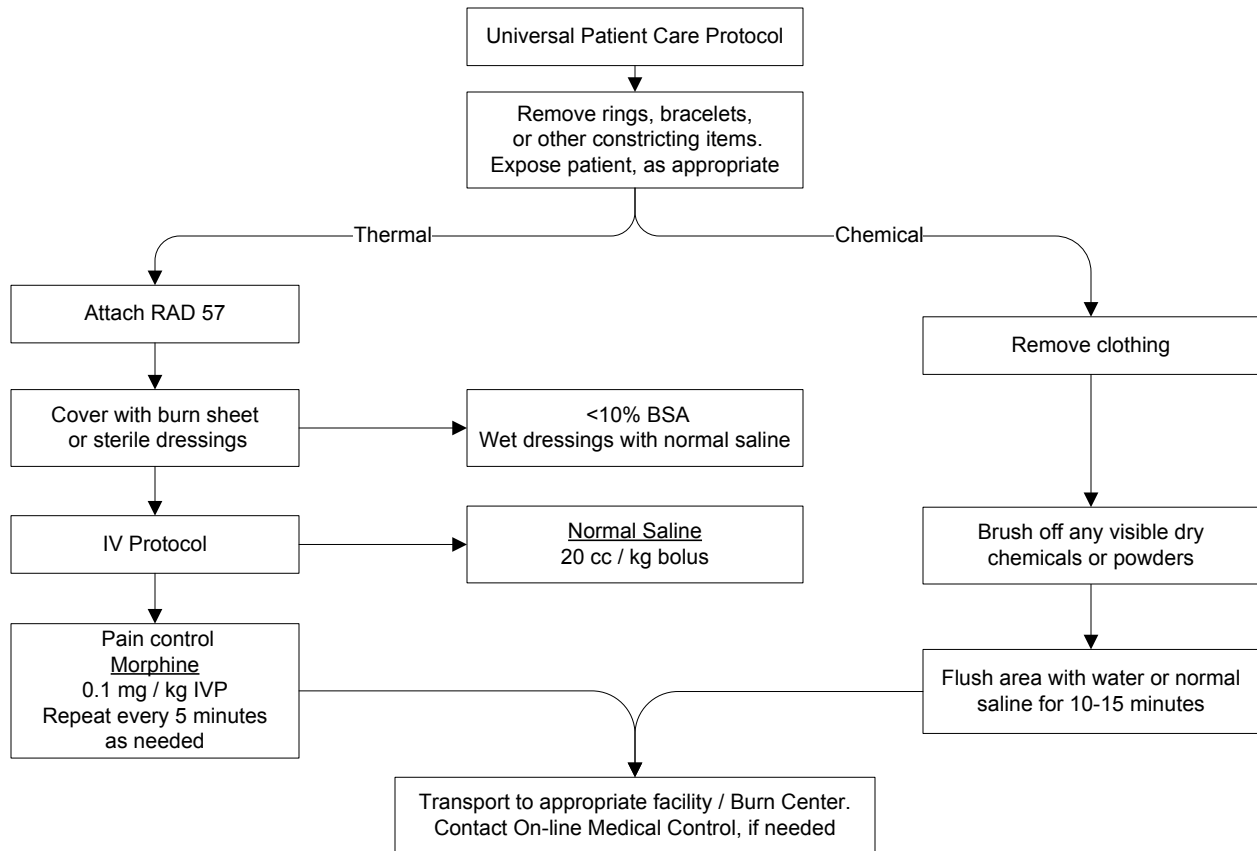 Universal Patient Care Protocol
Remove rings, bracelets,
or other constricting items.
Expose patient, as appropriate
Thermal
Chemical
Attach RAD 57
Cover with burn sheet
or sterile dressings
<10% BSA
Wet dressings with normal saline
IV Protocol
Normal Saline
20 cc / kg bolus
Pain control
Morphine
0.1 mg / kg IVP
Repeat every 5 minutes
as needed
Remove clothing
Brush off any visible dry
chemicals or powders
Flush area with water or normal
saline for 10-15 minutes
Transport to appropriate facility / Burn Center.
Contact On-line Medical Control, if needed